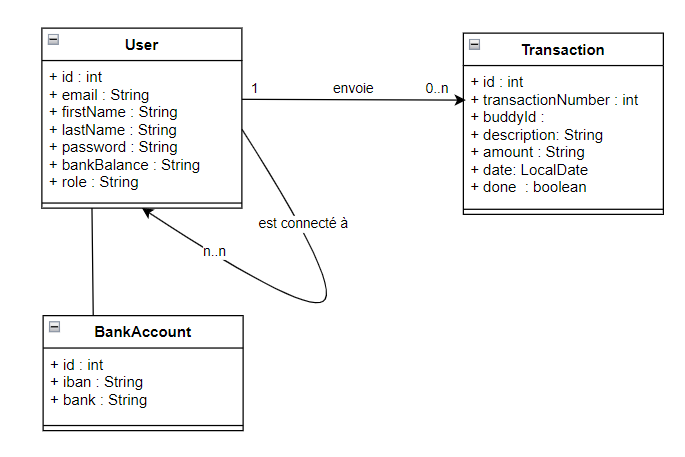 User
+ id : int
+ email : String
+ firstName : String
+ lastName : String
+ password : String
+ bankBalance : String
+ role : String
1
envoie
0..n
Transaction
+ id : int
+ transactionNumber : int
+ buddyId :
+ description: String
+ amount : String
+ date: LocalDate
+ done : boolean
est connecté à
n..n
BankAccount
+ id : int
+ iban : String
+ bank : String